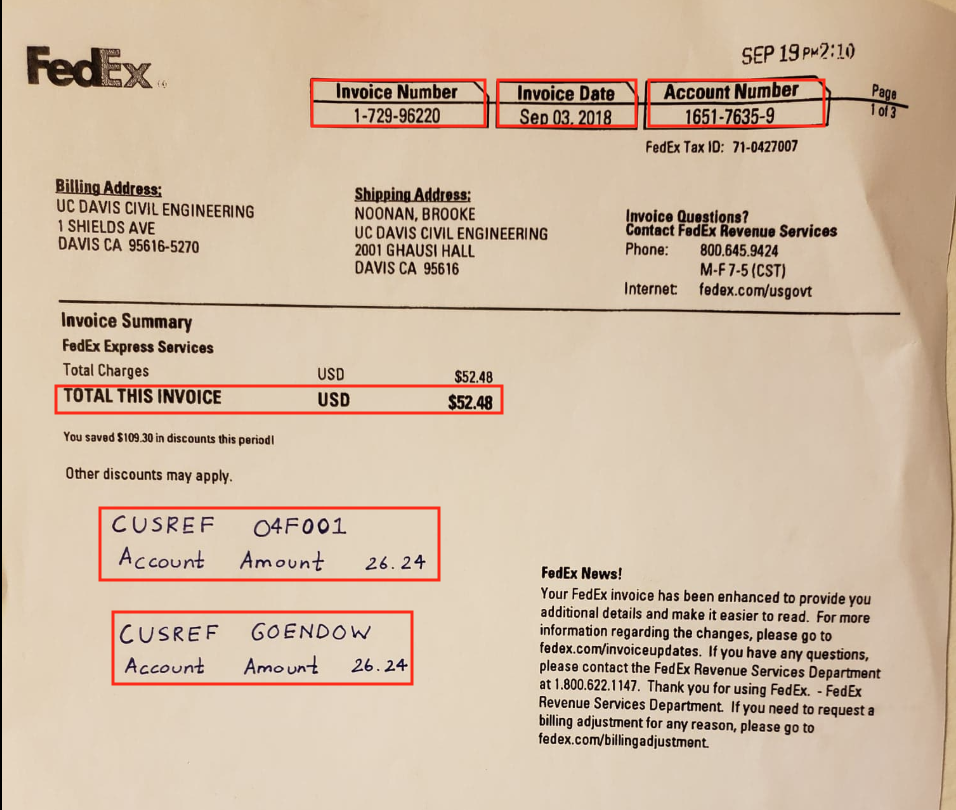 SEP 19 PM 2:10
FedEx
Invoice Number
1-729-96220
Invoice Date
Sep 03, 2018
Account Number
1651-7635-9
Page
1 of 3
FedEx Tax ID: 71-0427007
Billing Address:
UC DAVIS CIVIL ENGINEERING
1 SHIELDS AVE
DAVIS CA 95616-5270
Shipping Address:
NOONAN, BROOKE
UC DAVIS CIVIL ENGINEERING
2001 GHAUSI HALL
DAVIS CA 95616
Invoice Questions?
Contact FedEx Revenue Services
Phone: 800.645.9424
M-F 7-5 (CST)
Internet: fedex.com/usgovt
Invoice Summary
FedEx Express Services
Total Charges USD $52.48
TOTAL THIS INVOICE USD $52.48
You saved $109.30 in discounts this period!
Other discounts may apply.
CUSREF 04F001
Account Amount 26.24
CUSREF GOENDOW
Account Amount 26.24
FedEx News!
Your FedEx invoice has been enhanced to provide you
additional details and make it easier to read. For more
information regarding the changes, please go to
fedex.com/invoiceupdates. If you have any questions,
please contact the FedEx Revenue Services Department
at 1.800.622.1147. Thank you for using FedEx. - FedEx
Revenue Services Department. If you need to request a
billing adjustment for any reason, please go to
fedex.com/billingadjustment.